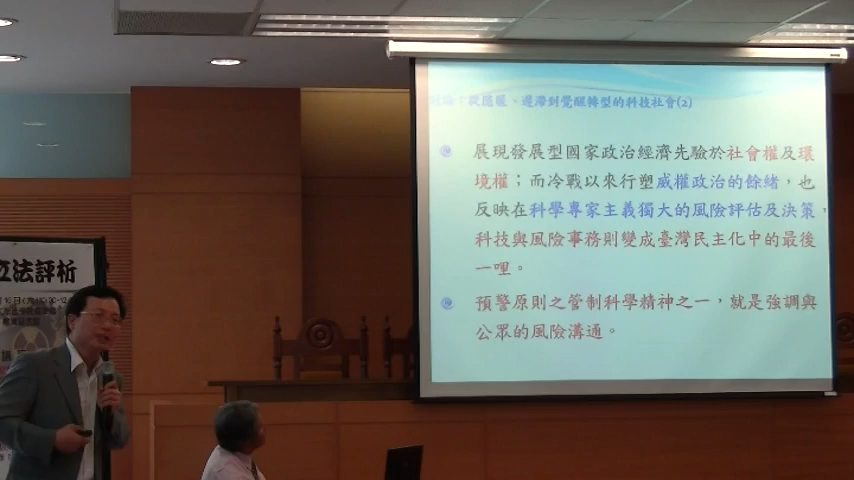 討論：從隱匿、遲滯到覺醒轉型的科技社會(2)
展現發展型國家政治經濟先驗於社會權及環
境權；而冷戰以來行塑威權政治的餘緒，也
反映在科學專家主義獨大的風險評估及決策，
科技與風險事務則變成臺灣民主化中的最後
一哩。
預警原則之管制科學精神之一，就是強調與
公眾的風險溝通。
立法評析